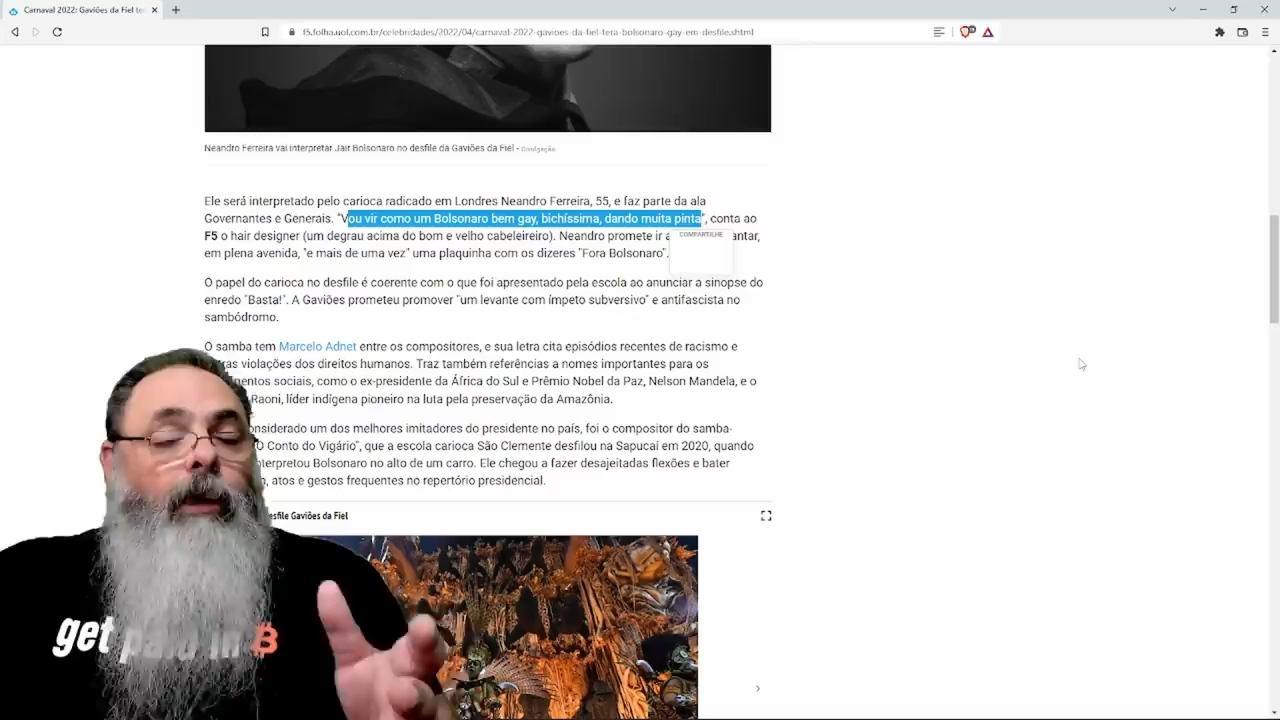 Carnaval 2022: Gaviões da Fiel te
f5.folha.uol.com.br/celebridades/2022/04/carnaval-2022-gavioes-da-fiel-tera-bolsonaro-gay-em-desfile.shtml
Neandro Ferreira vai interpretar Jair Bolsonaro no desfile da Gaviões da Fiel - Divulgação
Ele será interpretado pelo carioca radicado em Londres Neandro Ferreira, 55, e faz parte da ala
Governantes e Generais. "Vou vir como um Bolsonaro bem gay, bichíssima, dando muita pinta", conta ao
F5 o hair designer (um degrau acima do bom e velho cabeleireiro). Neandro promete ir a antar,
COMPARTILHE
em plena avenida, "e mais de uma vez" uma plaquinha com os dizeres "Fora Bolsonaro".
O papel do carioca no desfile é coerente com o que foi apresentado pela escola ao anunciar a sinopse do
enredo "Basta!". A Gaviões prometeu promover "um levante com ímpeto subversivo" e antifascista no
sambódromo.
O samba tem Marcelo Adnet entre os compositores, e sua letra cita episódios recentes de racismo e
violações dos direitos humanos. Traz também referências a nomes importantes para os
sociais, como o ex-presidente da África do Sul e Prêmio Nobel da Paz, Nelson Mandela, e o
Raoni, líder indígena pioneiro na luta pela preservação da Amazônia.
onsiderado um dos melhores imitadores do presidente no país, foi o compositor do samba-
O Conto do Vigário", que a escola carioca São Clemente desfilou na Sapucaí em 2020, quando
interpretou Bolsonaro no alto de um carro. Ele chegou a fazer desajeitadas flexões e bater
, atos e gestos frequentes no repertório presidencial.
esfile Gaviões da Fiel
get paid in ₿